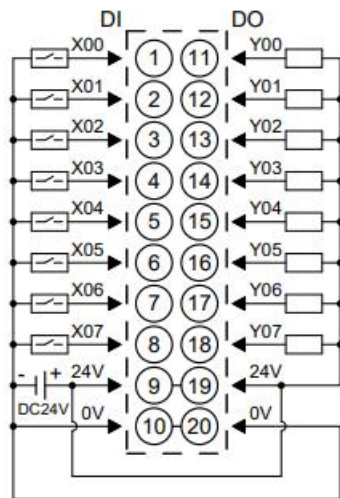 DI DO
X00 1 11 Y00
X01 2 12 Y01
X02 3 13 Y02
X03 4 14 Y03
X04 5 15 Y04
X05 6 16 Y05
X06 7 17 Y06
X07 8 18 Y07
- + 24V 9 19 24V
DC24V 0V 10 20 0V